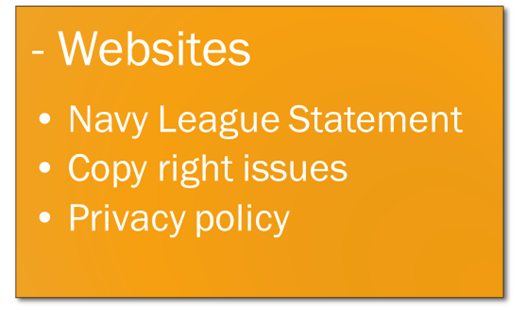 - Websites
• Navy League Statement
• Copy right issues
• Privacy policy